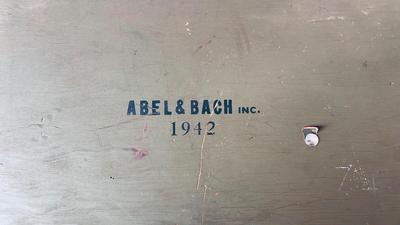 ABEL & BACH INC.
1942